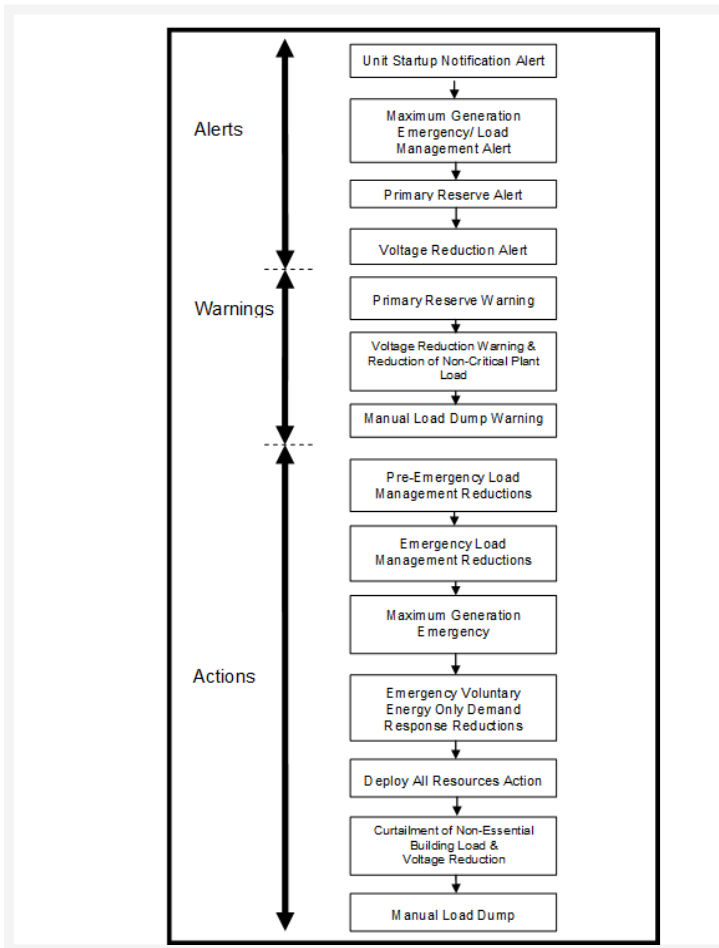 Alerts
Unit Startup Notification Alert
Maximum Generation
Emergency/ Load
Management Alert
Primary Reserve Alert
Voltage Reduction Alert
Warnings
Primary Reserve Warning
Voltage Reduction Warning &
Reduction of Non-Critical Plant
Load
Manual Load Dump Warning
Actions
Pre-Emergency Load
Management Reductions
Emergency Load
Management Reductions
Maximum Generation
Emergency
Emergency Voluntary
Energy Only Demand
Response Reductions
Deploy All Resources Action
Curtailment of Non-Essential
Building Load &
Voltage Reduction
Manual Load Dump